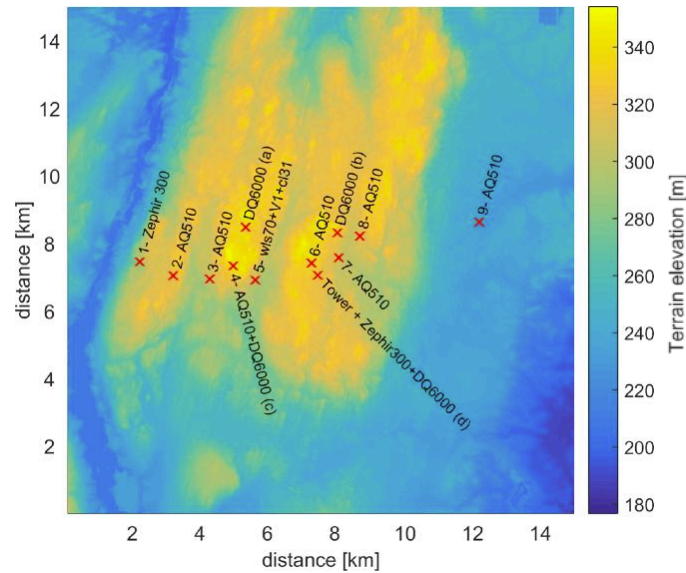 14
12
10
8
6
4
2
distance [km]
1- Zephir 300
2- AQ510
3- AQ510
4- AQ510+DQ6000 (c)
DQ6000 (a)
5- wls70+V1+cl31
6- AQ510
Tower + Zephir300+DQ6000 (d)
DQ6000 (b)
7- AQ510
8- AQ510
9- AQ510
2
4
6
8
10
12
14
distance [km]
340
320
300
280
260
240
220
200
180
Terrain elevation [m]